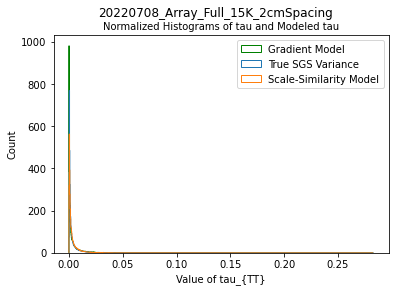 20220708_Array_Full_15K_2cmSpacing
Normalized Histograms of tau and Modeled tau
Gradient Model
True SGS Variance
Scale-Similarity Model
Count
1000
800
600
400
200
0
0.00 0.05 0.10 0.15 0.20 0.25
Value of tau_{TT}